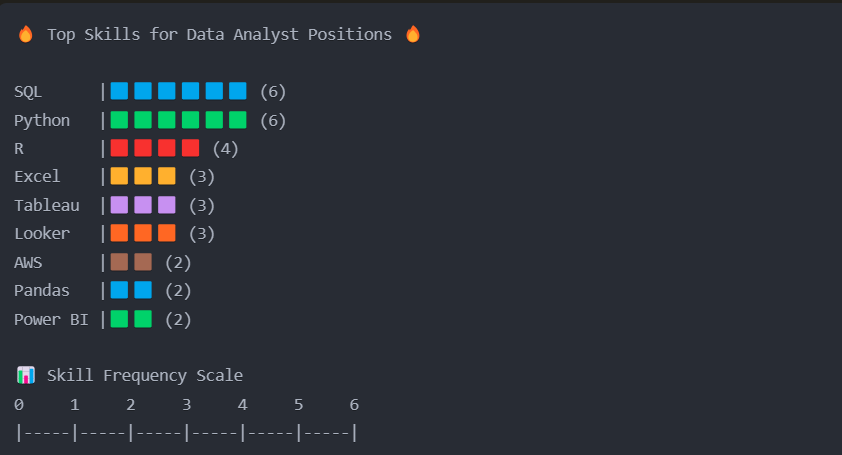 🔥 Top Skills for Data Analyst Positions 🔥
SQL      |🟦🟦🟦🟦🟦🟦 (6)
Python   |🟩🟩🟩🟩🟩🟩 (6)
R        |🟥🟥🟥🟥 (4)
Excel    |🟨🟨🟨 (3)
Tableau  |🟪🟪🟪 (3)
Looker   |🟧🟧🟧 (3)
AWS      |🟫🟫 (2)
Pandas   |🟦🟦 (2)
Power BI |🟩🟩 (2)
📊 Skill Frequency Scale
0     1     2     3     4     5     6
|-----|-----|-----|-----|-----|-----|